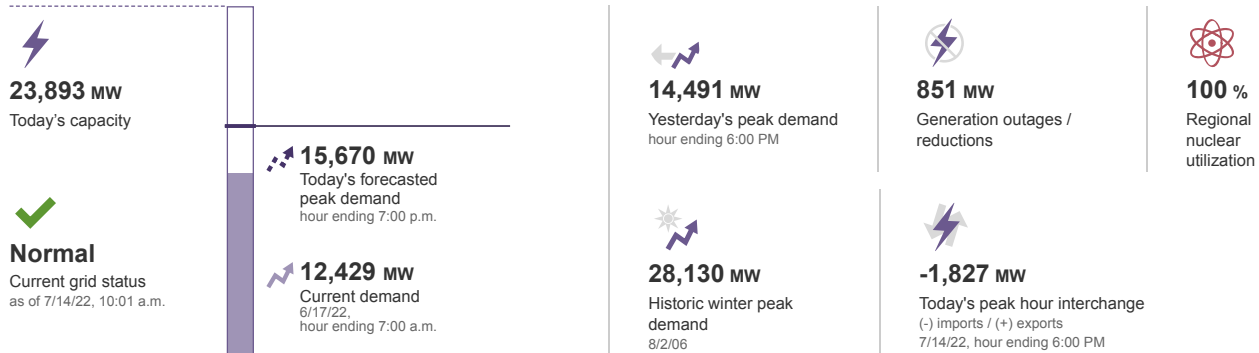 23,893 MW
Today's capacity
Normal
Current grid status
as of 7/14/22, 10:01 a.m.
15,670 MW
Today's forecasted
peak demand
hour ending 7:00 p.m.
12,429 MW
Current demand
6/17/22,
hour ending 7:00 a.m.
14,491 MW
Yesterday's peak demand
hour ending 6:00 PM
851 MW
Generation outages /
reductions
100 %
Regional
nuclear
utilization
28,130 MW
Historic winter peak
demand
8/2/06
-1,827 MW
Today's peak hour interchange
(-) imports / (+) exports
7/14/22, hour ending 6:00 PM